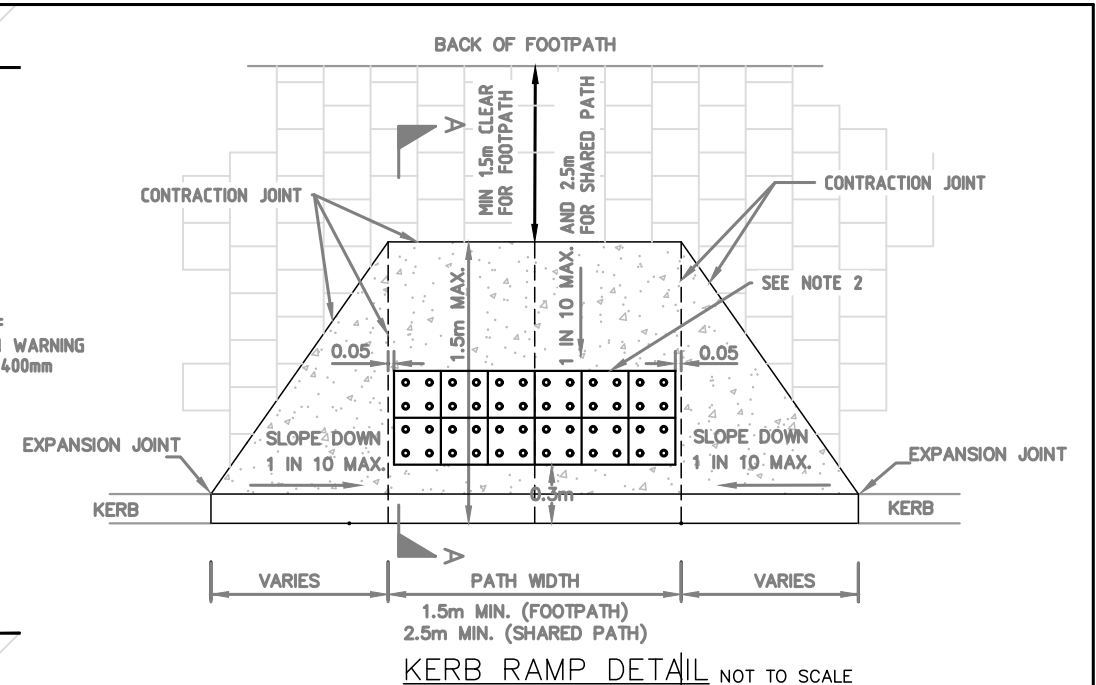 BACK OF FOOTPATH
MIN 1.5m CLEAR
FOR FOOTPATH
AND 2.5m
FOR SHARED PATH
A
CONTRACTION JOINT
CONTRACTION JOINT
SEE NOTE 2
1.5m MAX.
1 IN 10 MAX.
WARNING
400mm
0.05
0.05
EXPANSION JOINT
SLOPE DOWN
1 IN 10 MAX.
SLOPE DOWN
1 IN 10 MAX.
EXPANSION JOINT
0.3m
KERB
KERB
A
VARIES
PATH WIDTH
VARIES
1.5m MIN. (FOOTPATH)
2.5m MIN. (SHARED PATH)
KERB RAMP DETAIL NOT TO SCALE